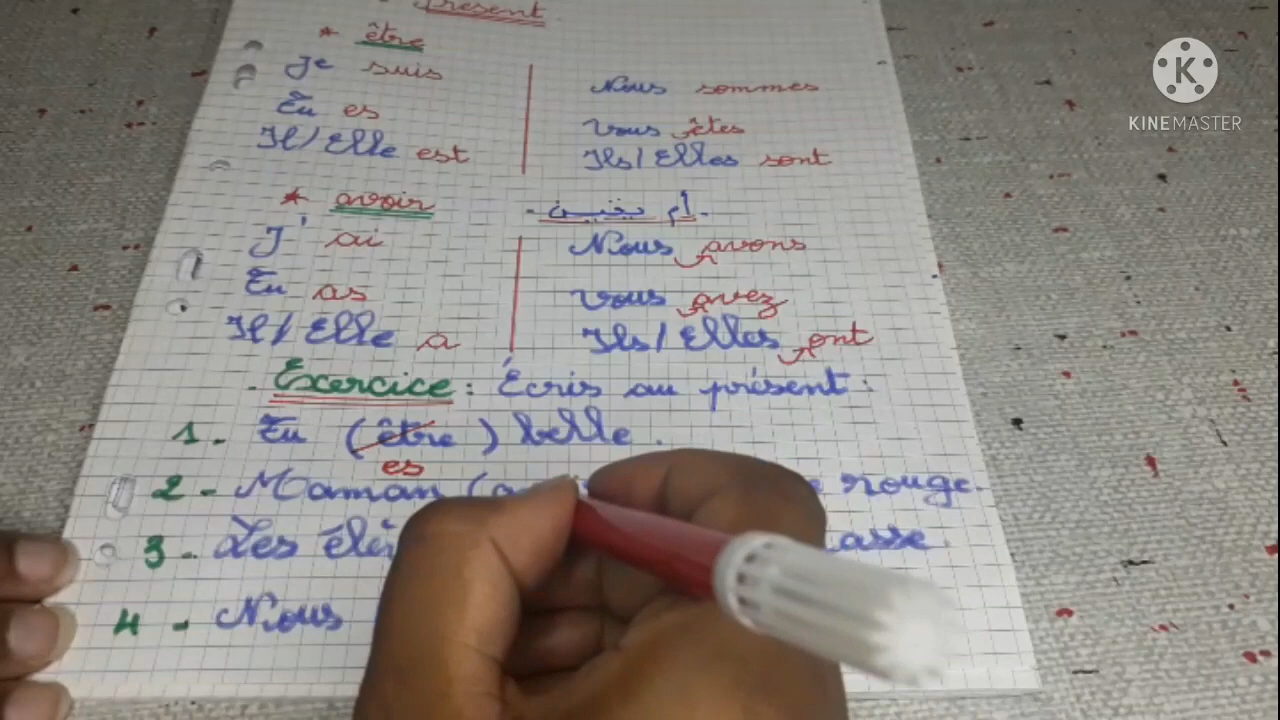 Présent.
* être
Je suis
Nous sommes
Tu es
Vous êtes
Il/Elle est
Ils/Elles sont
* avoir
- أم يقين.
J' ai
Nous avons
Tu as
Vous avez
Il/Elle a
Ils/Elles ont
- Exercice : Écris au présent :
1 - Tu (être) belle.
es
2 - Maman rouge.
3 - Les
4 - Nous
KINEMASTER